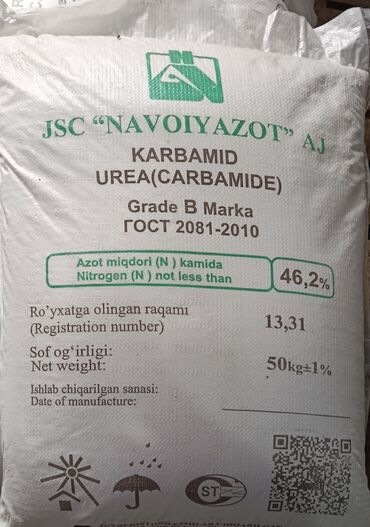 JSC “NAVOIYAZOT” AJ
KARBAMID
UREA(CARBAMIDE)
Grade B Marka
ГОСТ 2081-2010
Azot miqdori (N) kamida
Nitrogen (N) not less than
46,2%
Ro’yxatga olingan raqami
(Registration number)
13,31
Sof og‘irligi:
Net weight:
50kg±1%
Ishlab chiqarilgan sanasi:
Date of manufacture:
ST